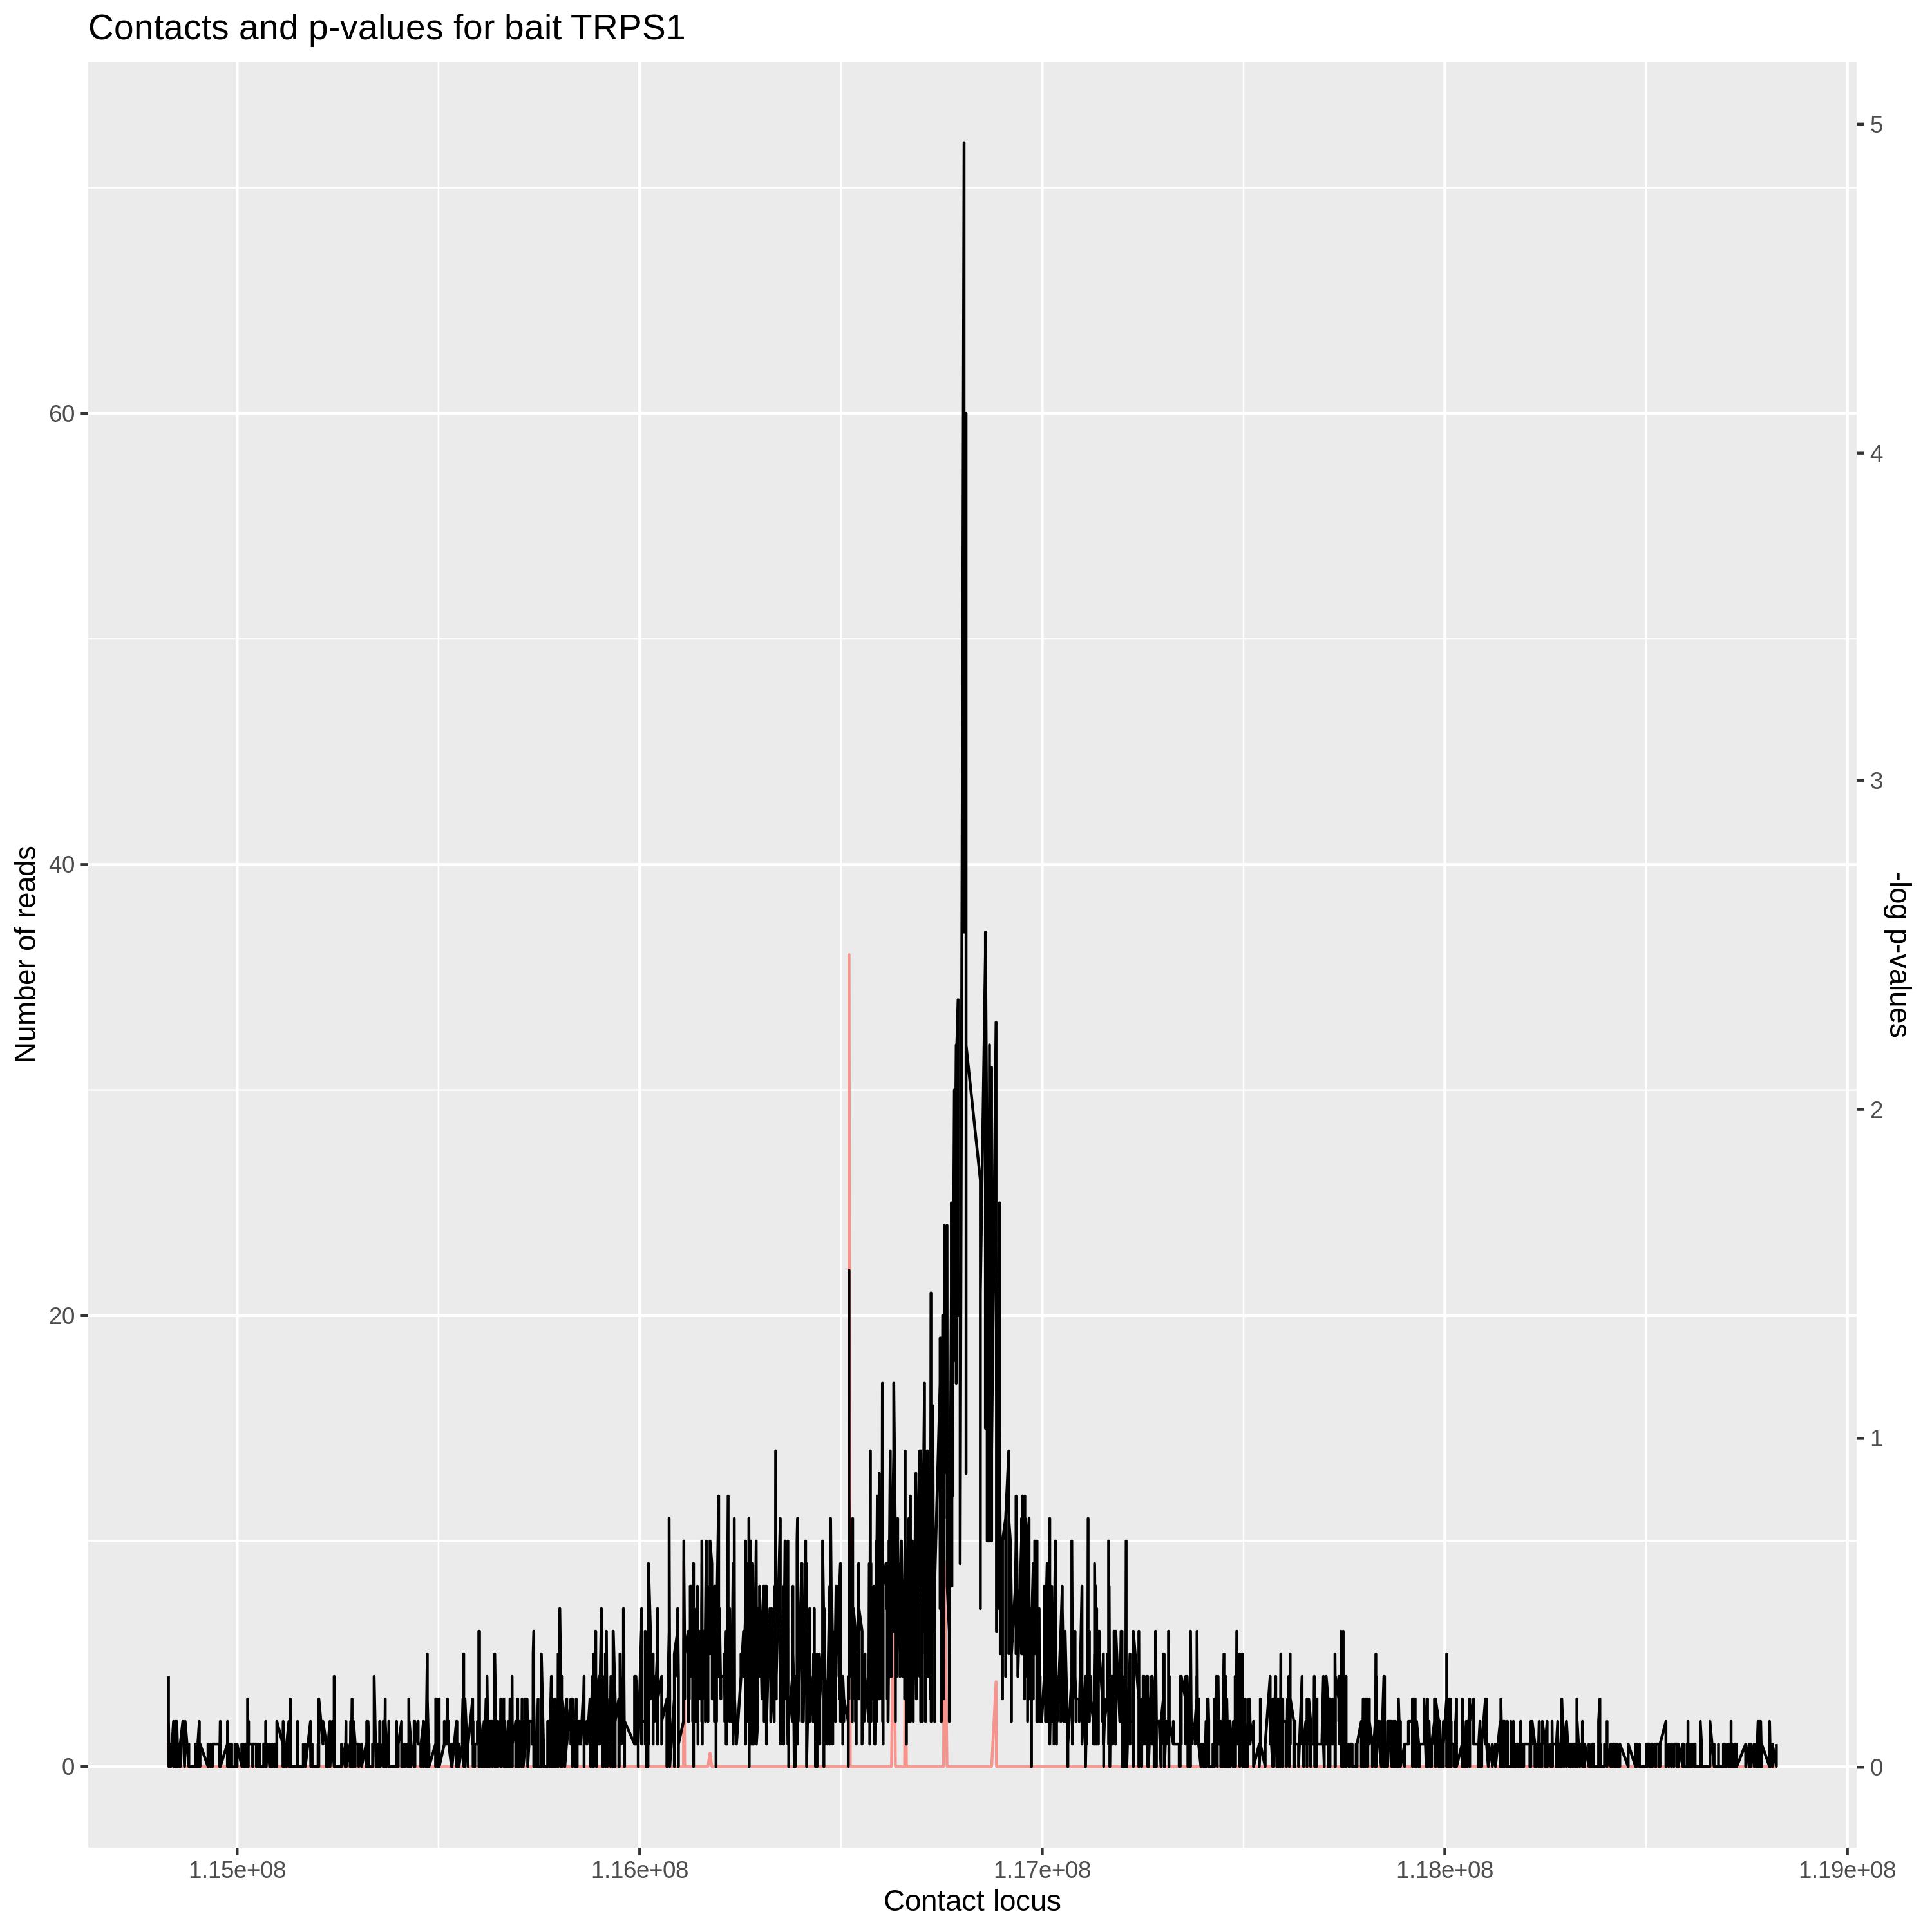 Contacts and p-values for bait TRPS1
5
60
4
3
40
Number of reads
-log p-values
2
20
1
0
0
1.15e+08 1.16e+08 1.17e+08 1.18e+08 1.19e+08
Contact locus